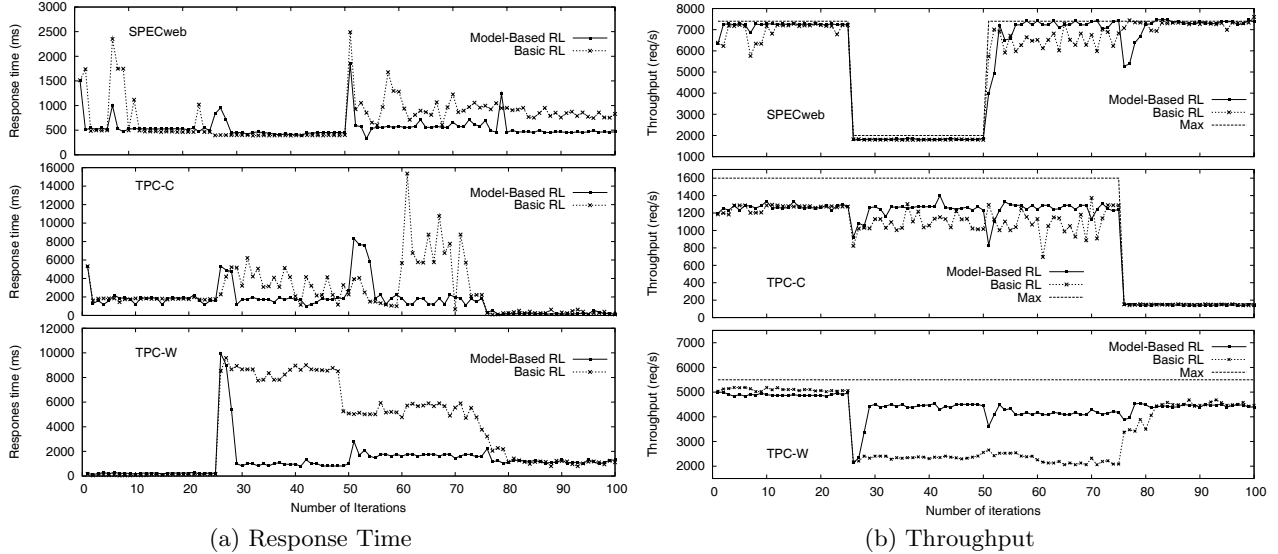 3000
2500
2000
1500
1000
500
0
Response time (ms)
SPECweb
Model-Based RL
Basic RL
16000
14000
12000
10000
8000
6000
4000
2000
0
Response time (ms)
TPC-C
Model-Based RL
Basic RL
12000
10000
8000
6000
4000
2000
0
Respones time (ms)
TPC-W
Model-Based RL
Basic RL
0 10 20 30 40 50 60 70 80 90 100
Number of Iterations
(a) Response Time
8000
7000
6000
5000
4000
3000
2000
1000
Throughput (req/s)
SPECweb
Model-Based RL
Basic RL
Max
1600
1400
1200
1000
800
600
400
200
0
Throughput (req/s)
TPC-C
Model-Based RL
Basic RL
Max
7000
6000
5000
4000
3000
2000
Throughput (req/s)
TPC-W
Model-Based RL
Basic RL
Max
0 10 20 30 40 50 60 70 80 90 100
Number of iterations
(b) Throughput